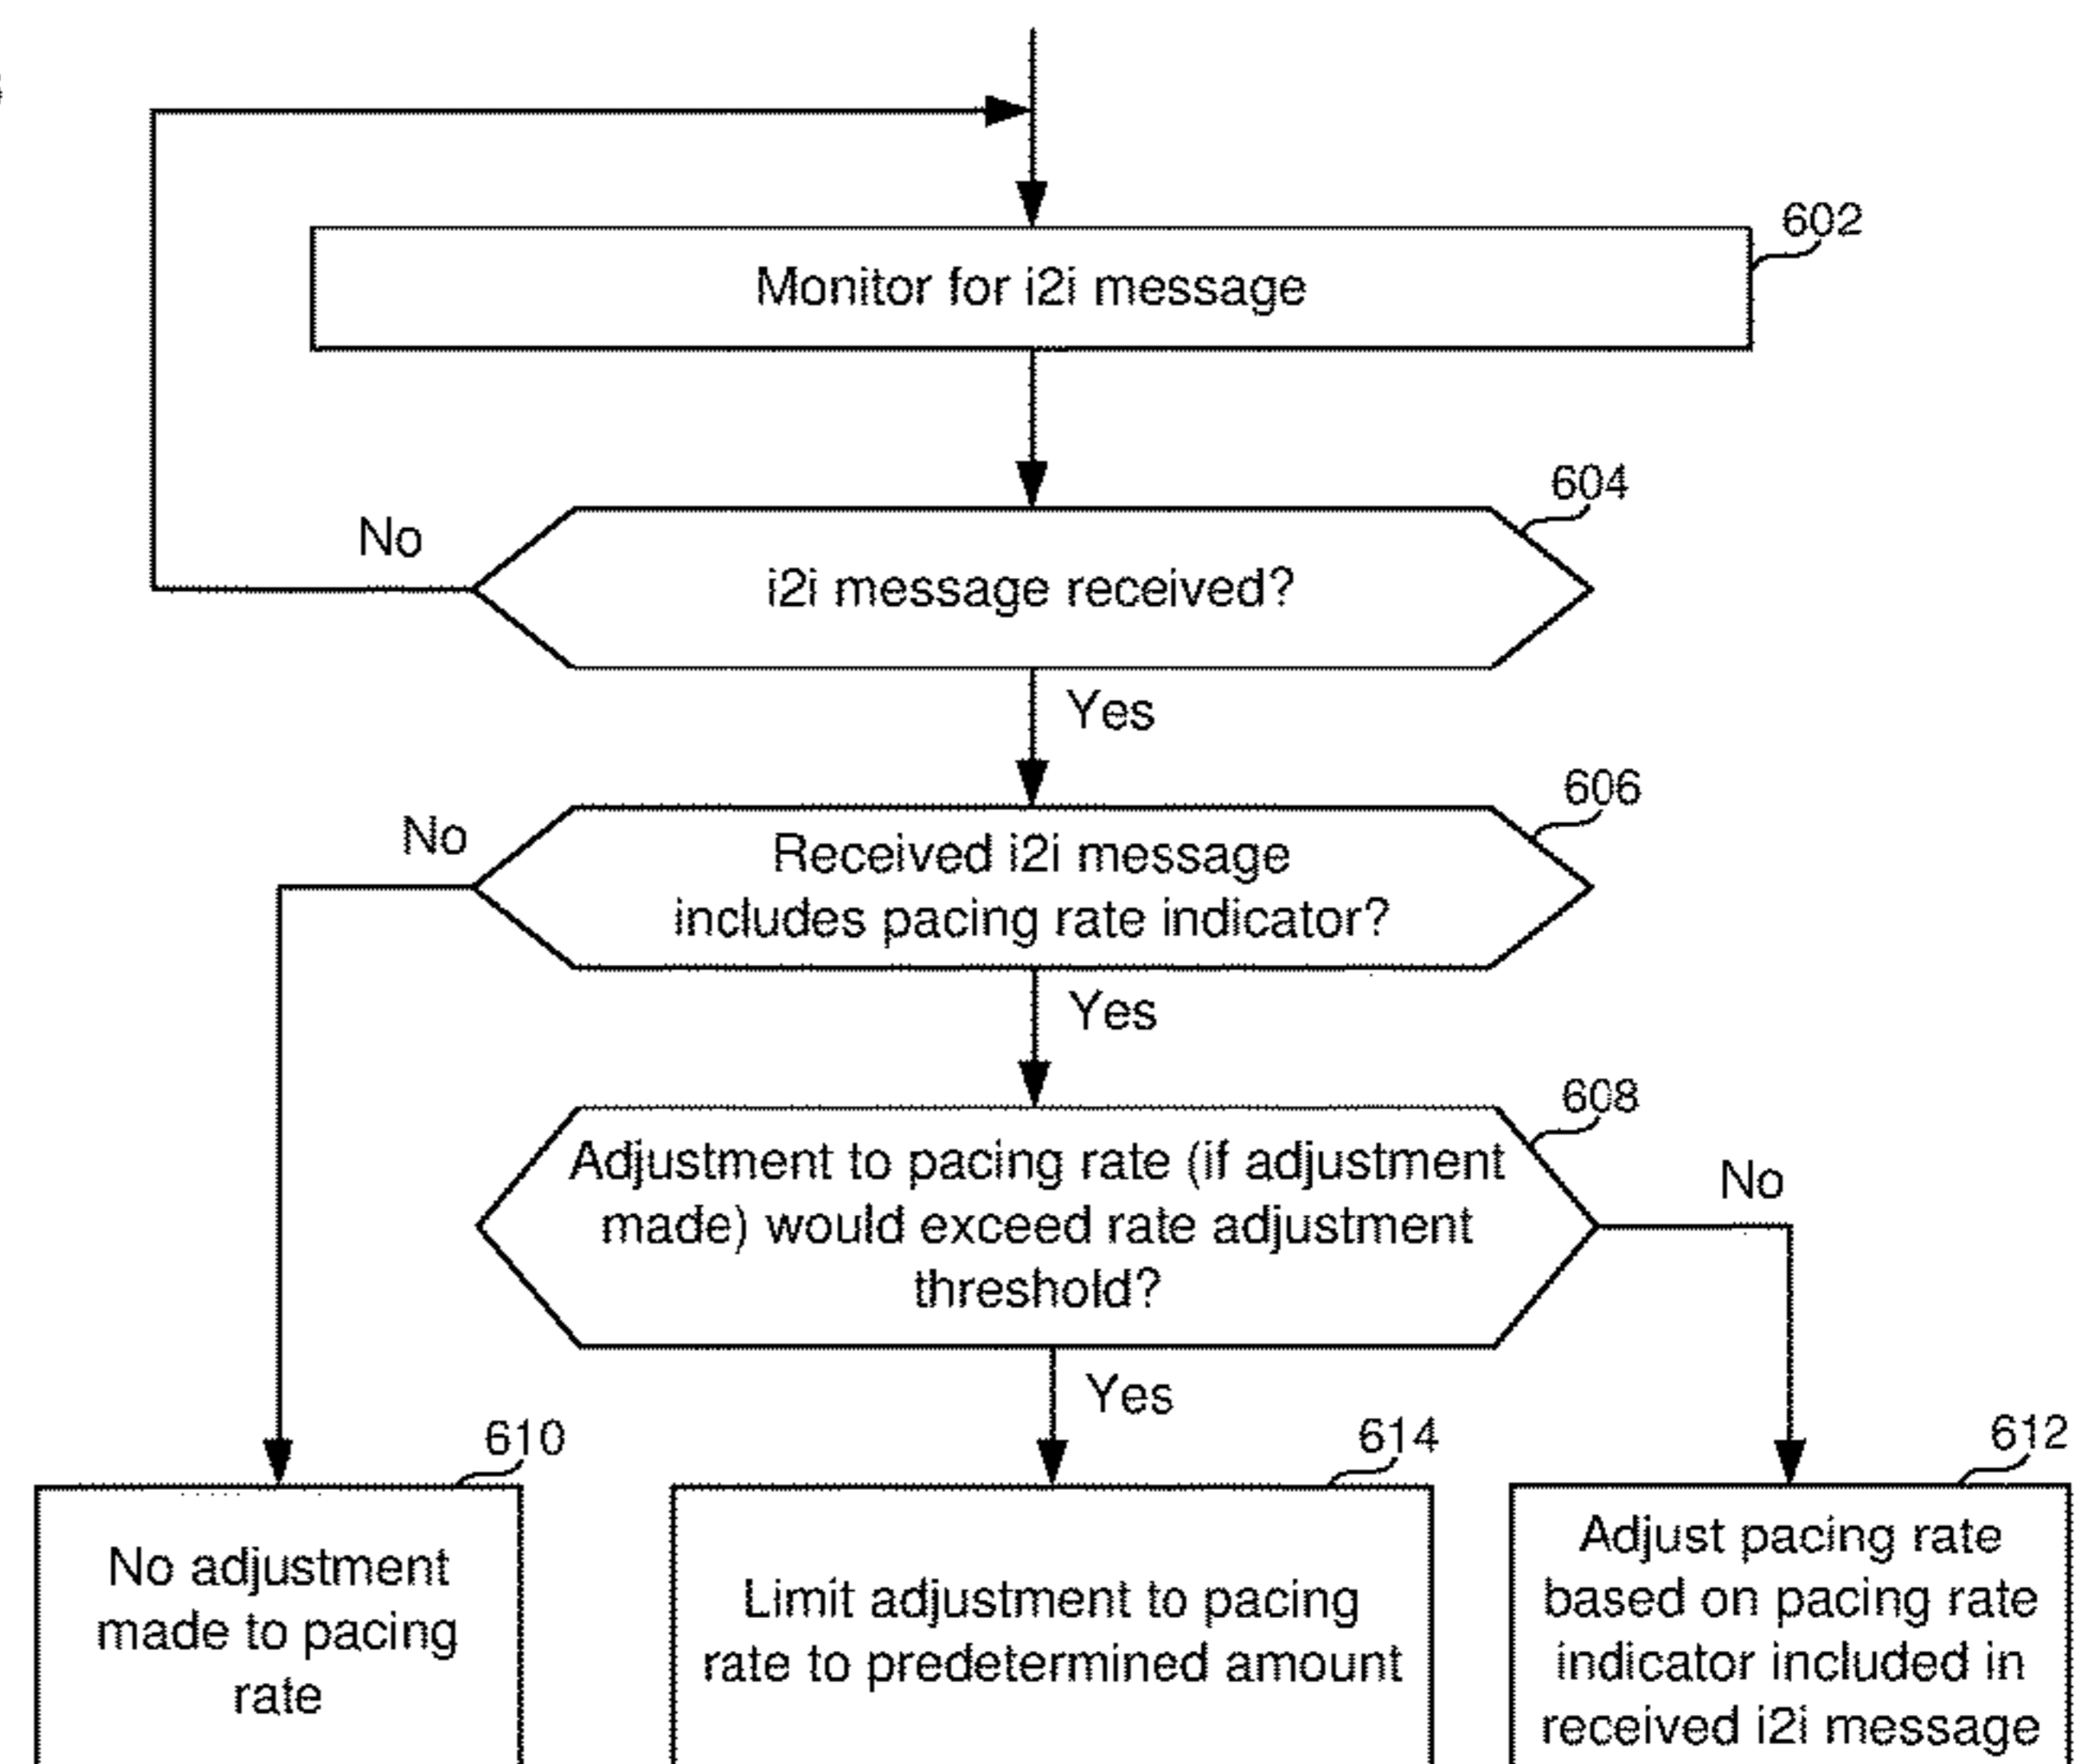 602
Monitor for i2i message
604
No
i2i message received?
Yes
606
No
Received i2i message
includes pacing rate indicator?
Yes
608
Adjustment to pacing rate (if adjustment
made) would exceed rate adjustment
threshold?
No
Yes
610
614
612
No adjustment
made to pacing
rate
Limit adjustment to pacing
rate to predetermined amount
Adjust pacing rate
based on pacing rate
indicator included in
received i2i message